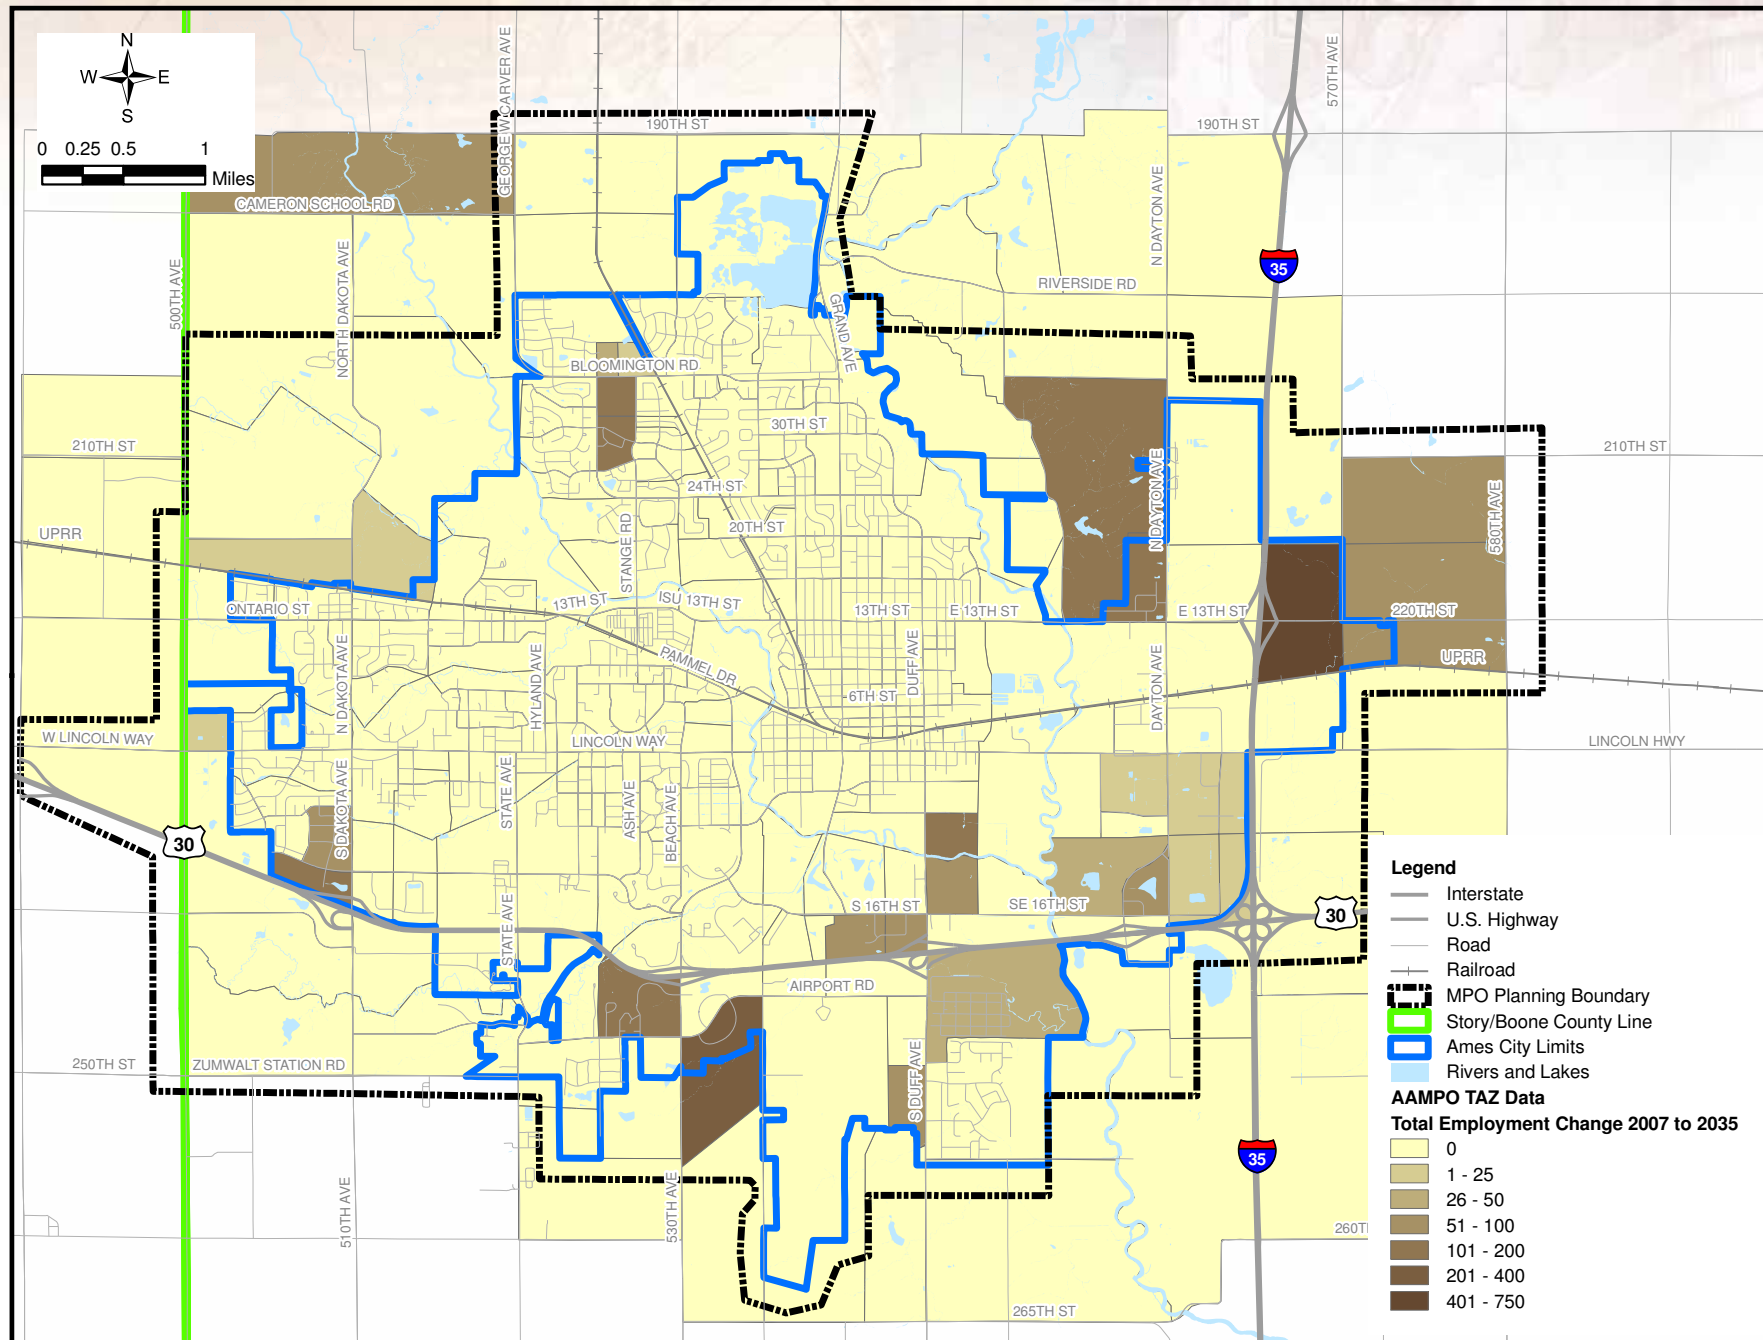 N
W E
S
0 0.25 0.5 1
Miles
GEORGE W CARVER AVE
190TH ST
190TH ST
570TH AVE
CAMERON SCHOOL RD
N DAYTON AVE
500TH AVE
NORTH DAKOTA AVE
35
RIVERSIDE RD
GRAND AVE
BLOOMINGTON RD
30TH ST
210TH ST
210TH ST
24TH ST
N DAYTON AVE
580TH AVE
UPRR
20TH ST
STANGE RD
ONTARIO ST
13TH ST
ISU 13TH ST
13TH ST
E 13TH ST
E 13TH ST
220TH ST
PAMMEL DR
UPRR
N DAKOTA AVE
HYLAND AVE
6TH ST
DUFF AVE
DAYTON AVE
W LINCOLN WAY
LINCOLN WAY
LINCOLN HWY
S DAKOTA AVE
STATE AVE
ASH AVE
BEACH AVE
30
S 16TH ST
SE 16TH ST
30
STATE AVE
AIRPORT RD
250TH ST
ZUMWALT STATION RD
S DUFF AVE
35
510TH AVE
530TH AVE
260T
265TH ST
Legend
Interstate
U.S. Highway
Road
Railroad
MPO Planning Boundary
Story/Boone County Line
Ames City Limits
Rivers and Lakes
AAMPO TAZ Data
Total Employment Change 2007 to 2035
0
1 - 25
26 - 50
51 - 100
101 - 200
201 - 400
401 - 750